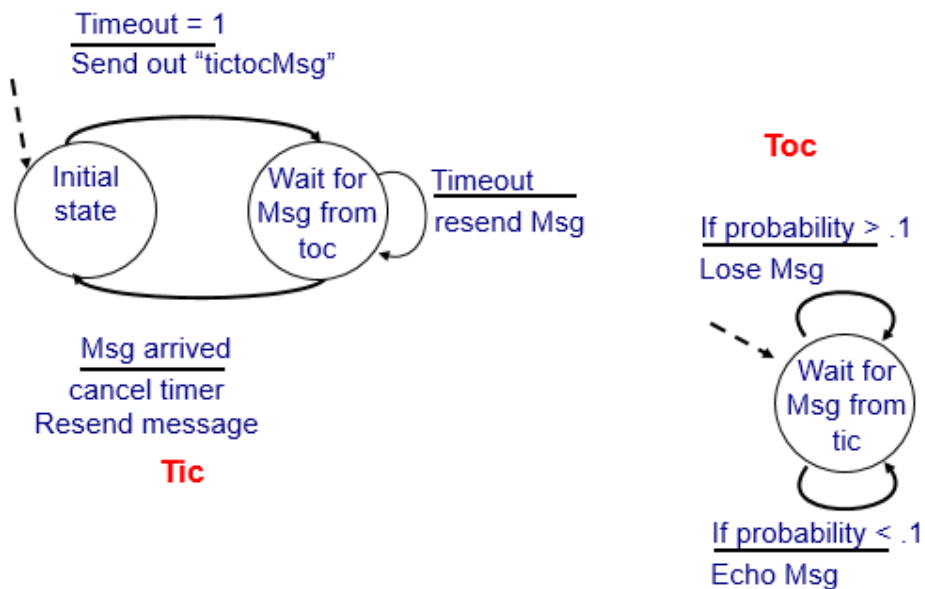 Timeout = 1
Send out “tictocMsg”
Initial
state
Wait for
Msg from
toc
Timeout
resend Msg
Msg arrived
cancel timer
Resend message
Tic
Toc
If probability > .1
Lose Msg
Wait for
Msg from
tic
If probability < .1
Echo Msg